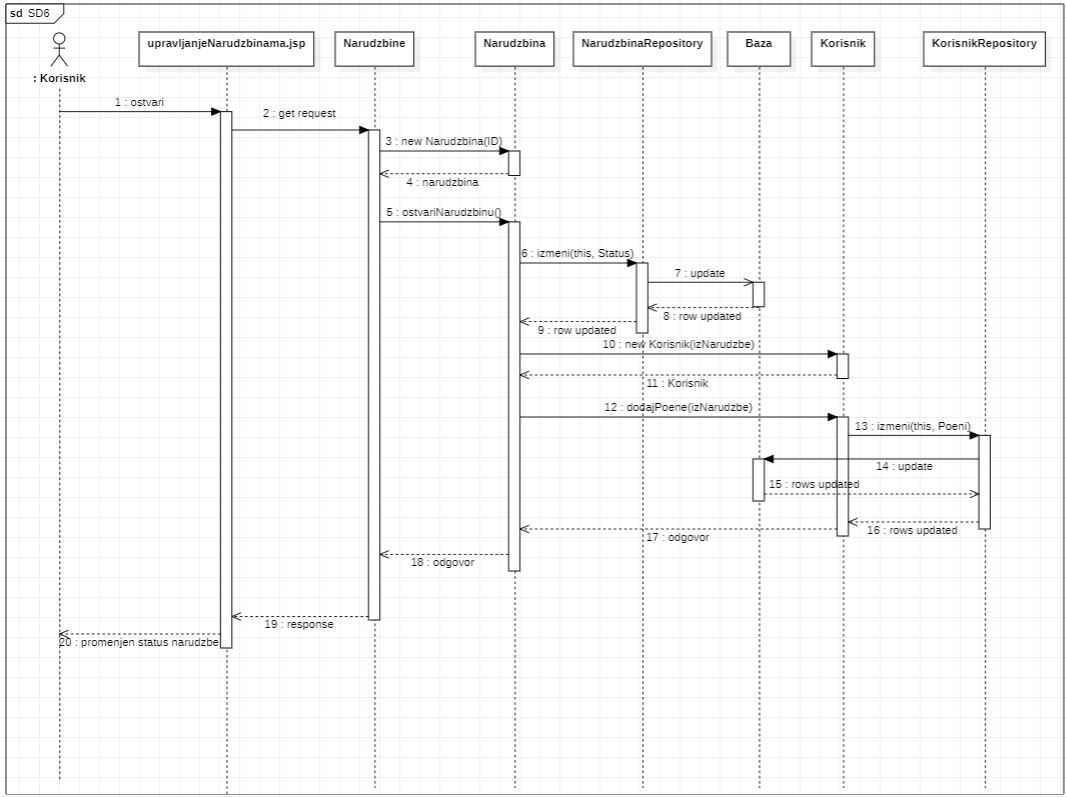 sd SD6
: Korisnik
upravljanjeNarudzbinama.jsp
Narudzbine
Narudzbina
NarudzbinaRepository
Baza
Korisnik
KorisnikRepository
1 : ostvari
2 : get request
3 : new Narudzbina(ID)
4 : narudzbina
5 : ostvariNarudzbinu()
6 : izmeni(this, Status)
7 : update
8 : row updated
9 : row updated
10 : new Korisnik(izNarudzbe)
11 : Korisnik
12 : dodajPoene(izNarudzbe)
13 : izmeni(this, Poeni)
14 : update
15 : rows updated
16 : rows updated
17 : odgovor
18 : odgovor
19 : response
20 : promenjen status narudzbe